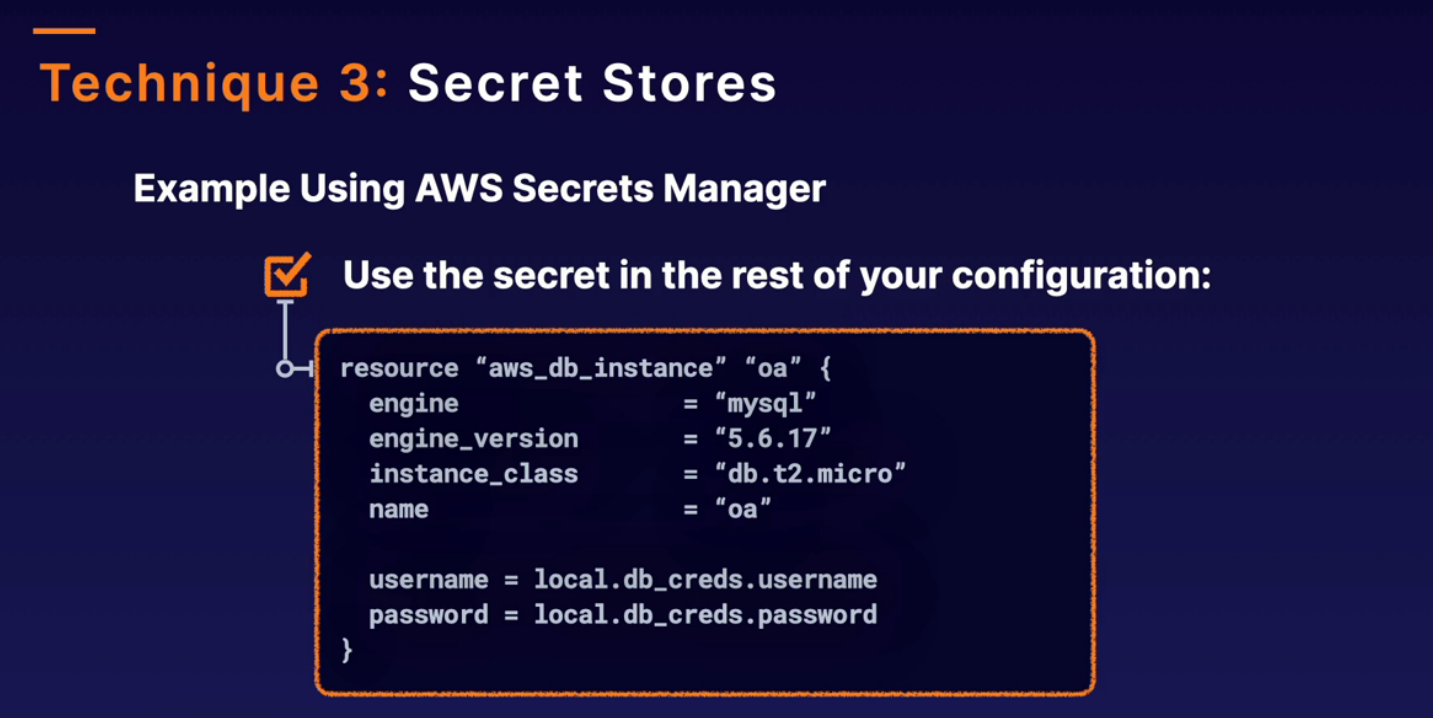 Technique 3: Secret Stores
Example Using AWS Secrets Manager
Use the secret in the rest of your configuration:
resource “aws_db_instance” “oa” {
  engine = “mysql”
  engine_version = “5.6.17”
  instance_class = “db.t2.micro”
  name = “oa”
  username = local.db_creds.username
  password = local.db_creds.password
}